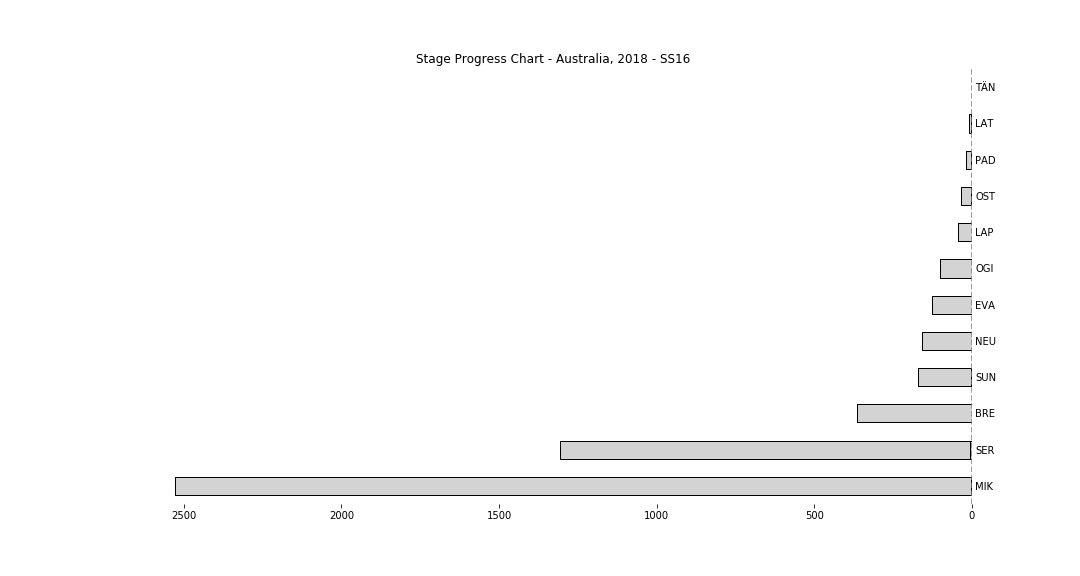 Stage Progress Chart - Australia, 2018 - SS16
TÄN
LAT
PAD
OST
LAP
OGI
EVA
NEU
SUN
BRE
SER
MIK
2500 2000 1500 1000 500 0